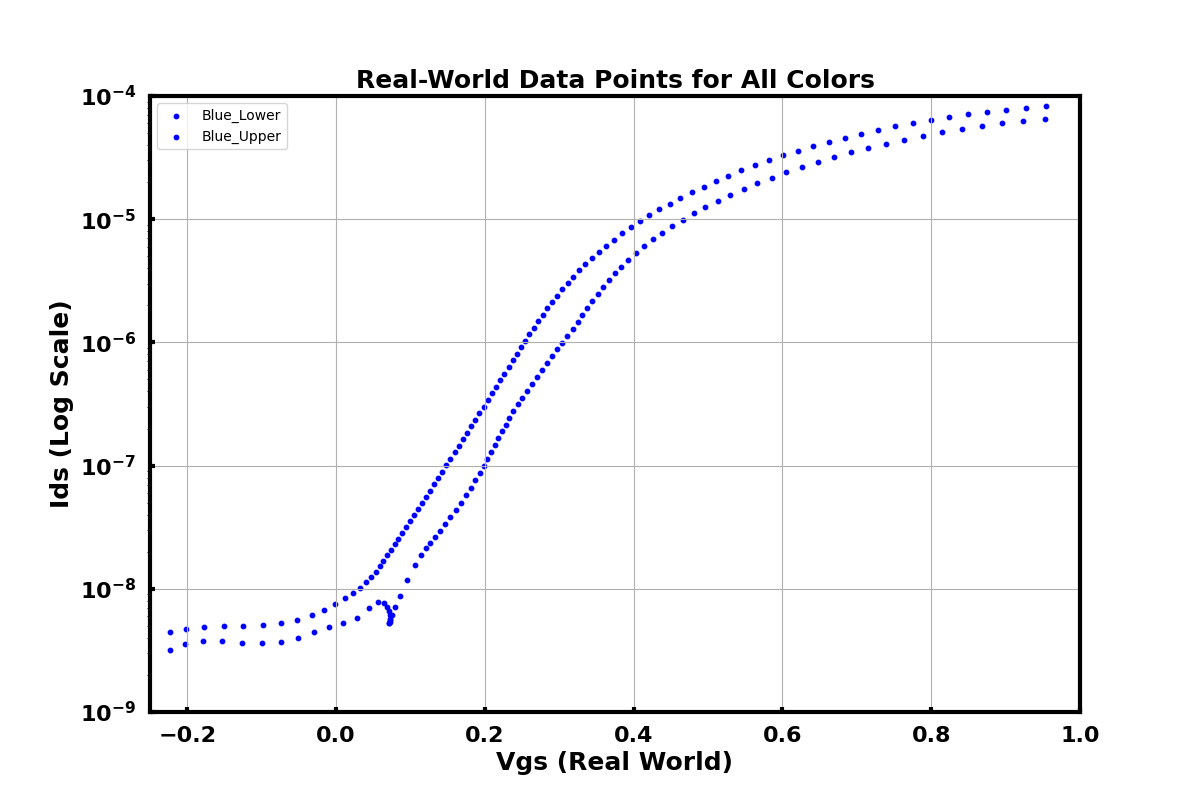 Real-World Data Points for All Colors
10⁻⁴
Blue_Lower
Blue_Upper
10⁻⁵
10⁻⁶
10⁻⁷
10⁻⁸
10⁻⁹
Ids (Log Scale)
−0.2 0.0 0.2 0.4 0.6 0.8 1.0
Vgs (Real World)